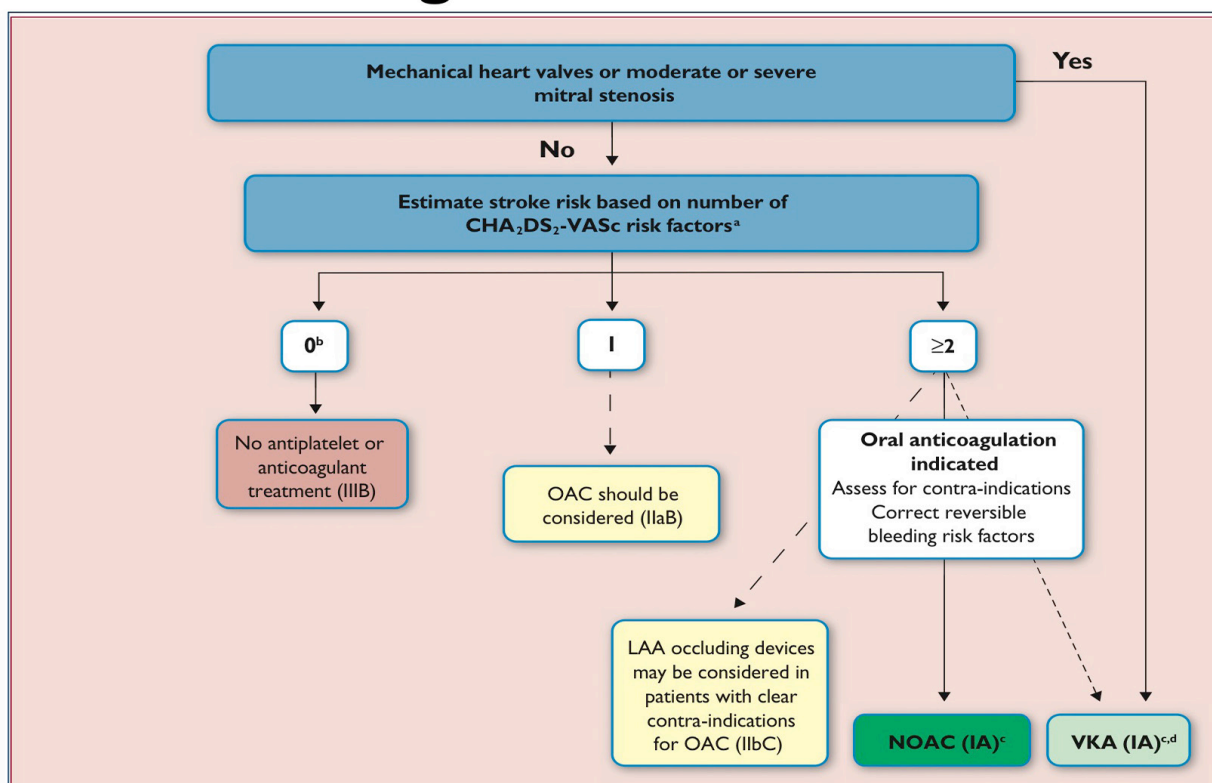 Mechanical heart valves or moderate or severe
mitral stenosis
Yes
No
Estimate stroke risk based on number of
CHA₂DS₂-VASc risk factorsᵃ
0ᵇ
1
≥2
No antiplatelet or
anticoagulant
treatment (IIIB)
OAC should be
considered (IIaB)
Oral anticoagulation
indicated
Assess for contra-indications
Correct reversible
bleeding risk factors
LAA occluding devices
may be considered in
patients with clear
contra-indications
for OAC (IIbC)
NOAC (IA)ᶜ
VKA (IA)ᶜ,ᵈ